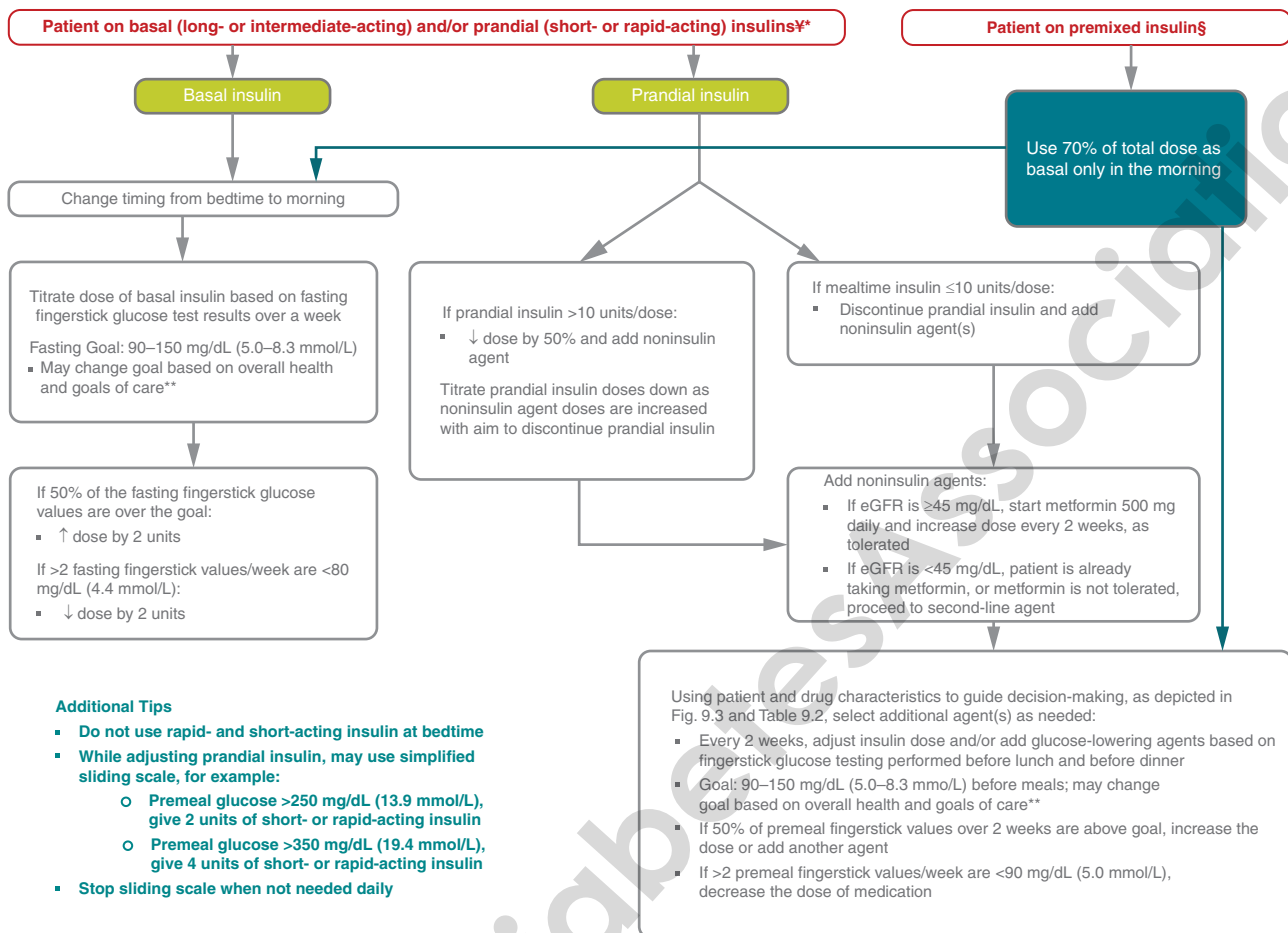 Patient on basal (long- or intermediate-acting) and/or prandial (short- or rapid-acting) insulins¥*
Patient on premixed insulin§
Basal insulin
Prandial insulin
Use 70% of total dose as
basal only in the morning
Change timing from bedtime to morning
Titrate dose of basal insulin based on fasting
fingerstick glucose test results over a week
Fasting Goal: 90–150 mg/dL (5.0–8.3 mmol/L)
▪ May change goal based on overall health
and goals of care**
If prandial insulin >10 units/dose:
▪ ↓ dose by 50% and add noninsulin
agent
Titrate prandial insulin doses down as
noninsulin agent doses are increased
with aim to discontinue prandial insulin
If mealtime insulin ≤10 units/dose:
▪ Discontinue prandial insulin and add
noninsulin agent(s)
If 50% of the fasting fingerstick glucose
values are over the goal:
▪ ↑ dose by 2 units
If >2 fasting fingerstick values/week are <80
mg/dL (4.4 mmol/L):
▪ ↓ dose by 2 units
Add noninsulin agents:
▪ If eGFR is ≥45 mg/dL, start metformin 500 mg
daily and increase dose every 2 weeks, as
tolerated
▪ If eGFR is <45 mg/dL, patient is already
taking metformin, or metformin is not tolerated,
proceed to second-line agent
Additional Tips
▪ Do not use rapid- and short-acting insulin at bedtime
▪ While adjusting prandial insulin, may use simplified
sliding scale, for example:
o Premeal glucose >250 mg/dL (13.9 mmol/L),
give 2 units of short- or rapid-acting insulin
o Premeal glucose >350 mg/dL (19.4 mmol/L),
give 4 units of short- or rapid-acting insulin
▪ Stop sliding scale when not needed daily
Using patient and drug characteristics to guide decision-making, as depicted in
Fig. 9.3 and Table 9.2, select additional agent(s) as needed:
▪ Every 2 weeks, adjust insulin dose and/or add glucose-lowering agents based on
fingerstick glucose testing performed before lunch and before dinner
▪ Goal: 90–150 mg/dL (5.0–8.3 mmo/L) before meals; may change
goal based on overall health and goals of care**
▪ If 50% of premeal fingerstick values over 2 weeks are above goal, increase the
dose or add another agent
▪ If >2 premeal fingerstick values/week are <90 mg/dL (5.0 mmol/L),
decrease the dose of medication
iabetesAssociatio